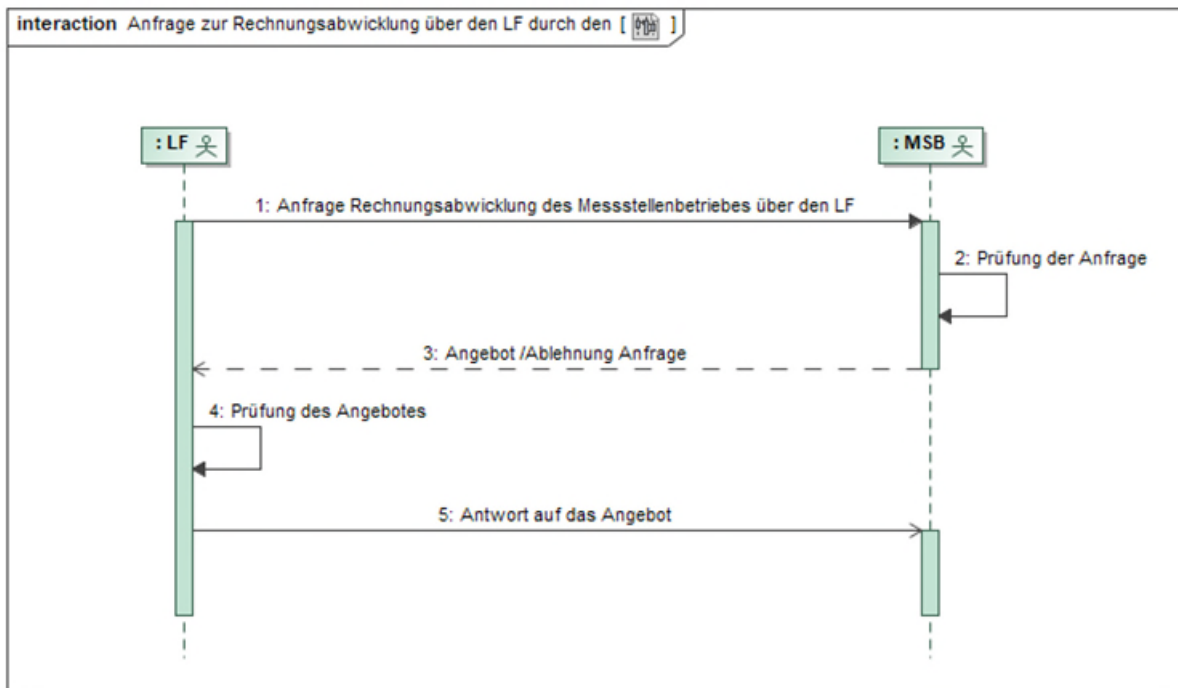 interaction Anfrage zur Rechnungsabwicklung über den LF durch den [ ]
: LF
: MSB
1: Anfrage Rechnungsabwicklung des Messstellenbetriebes über den LF
2: Prüfung der Anfrage
3: Angebot /Ablehnung Anfrage
4: Prüfung des Angebotes
5: Antwort auf das Angebot